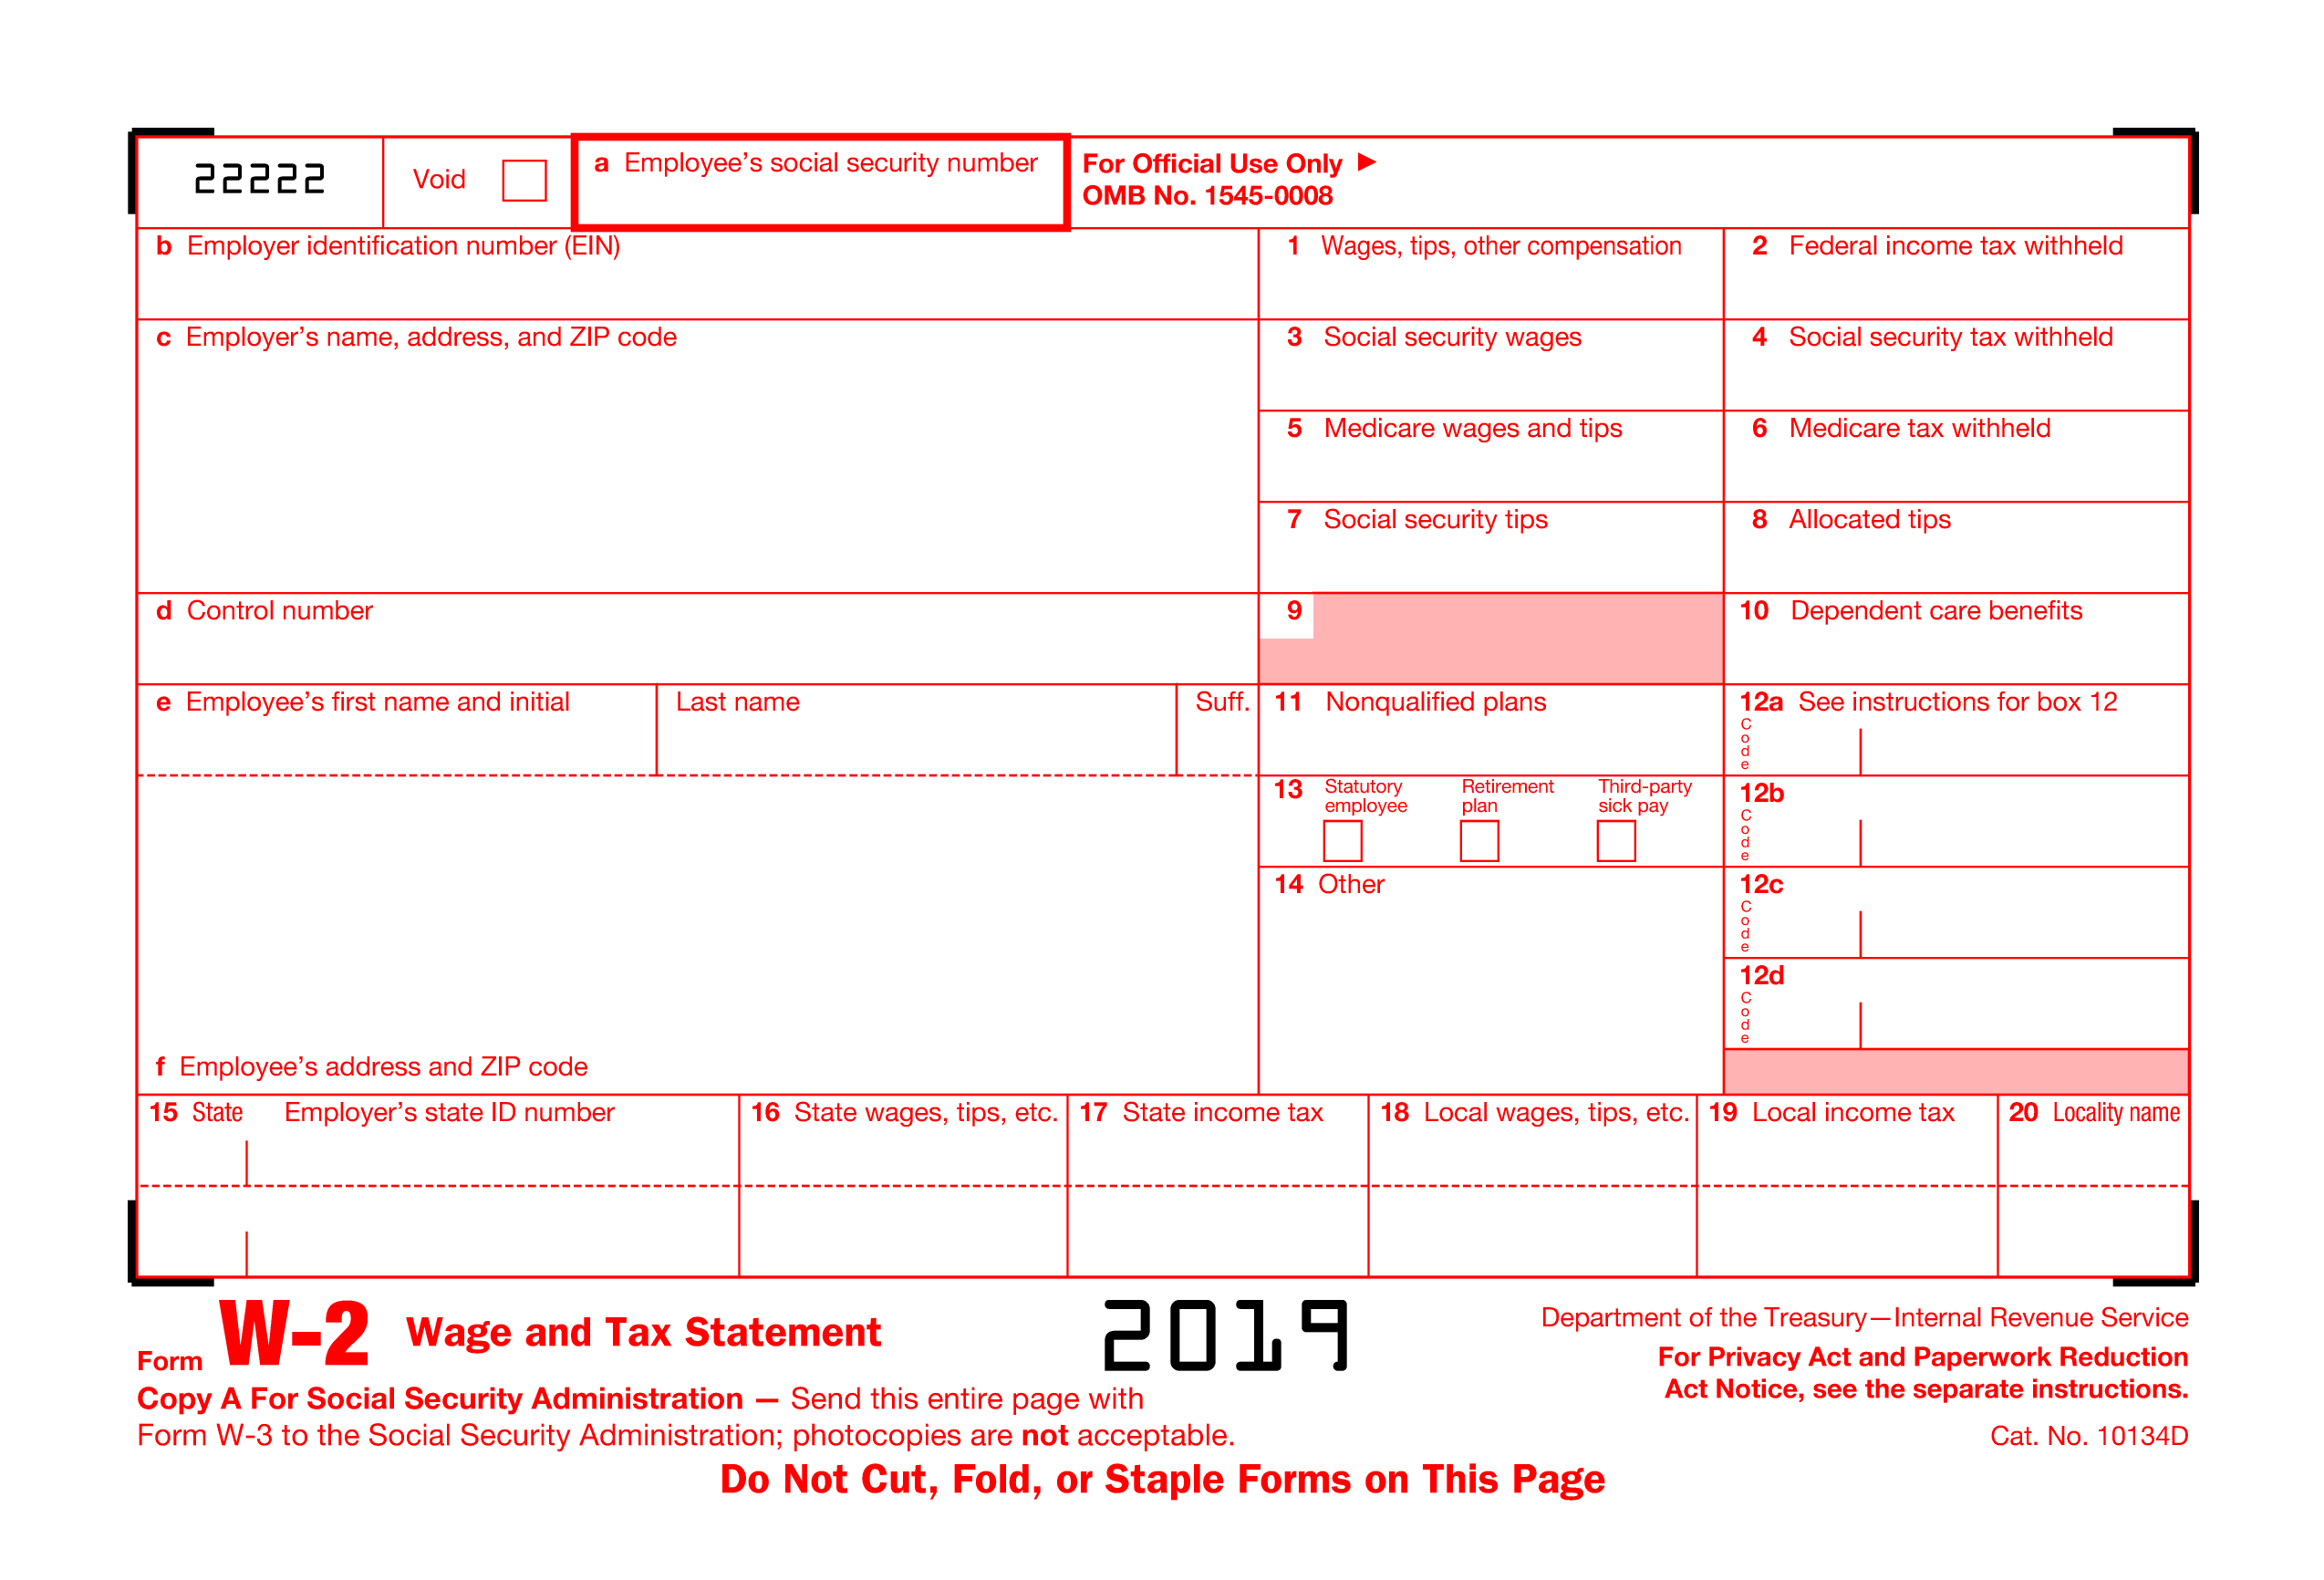 22222
Void
a Employee's social security number
For Official Use Only ►
OMB No. 1545-0008
b Employer identification number (EIN)
1 Wages, tips, other compensation
2 Federal income tax withheld
c Employer's name, address, and ZIP code
3 Social security wages
4 Social security tax withheld
5 Medicare wages and tips
6 Medicare tax withheld
7 Social security tips
8 Allocated tips
d Control number
9
10 Dependent care benefits
e Employee's first name and initial
Last name
Suff.
11 Nonqualified plans
12a See instructions for box 12
Code
13 Statutory employee
Retirement plan
Third-party sick pay
12b
Code
14 Other
12c
Code
12d
Code
f Employee's address and ZIP code
15 State
Employer's state ID number
16 State wages, tips, etc.
17 State income tax
18 Local wages, tips, etc.
19 Local income tax
20 Locality name
Form W-2 Wage and Tax Statement
2019
Department of the Treasury—Internal Revenue Service
For Privacy Act and Paperwork Reduction
Act Notice, see the separate instructions.
Copy A For Social Security Administration — Send this entire page with
Form W-3 to the Social Security Administration; photocopies are not acceptable.
Cat. No. 10134D
Do Not Cut, Fold, or Staple Forms on This Page